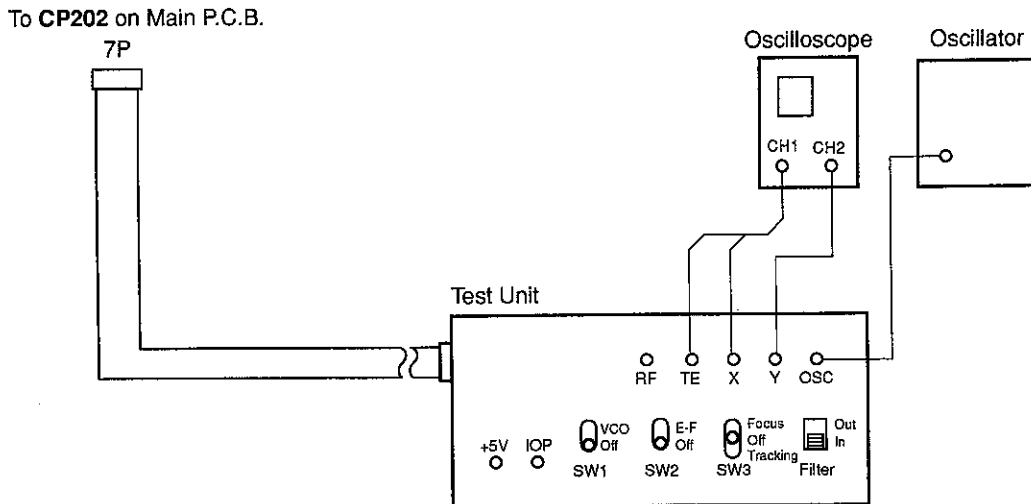 To CP202 on Main P.C.B.
7P
Oscilloscope
Oscillator
CH1 CH2
Test Unit
RF TE X Y OSC
+5V IOP
VCO
Off
SW1
E-F
Off
SW2
Focus
Off
Tracking
SW3
Out
In
Filter